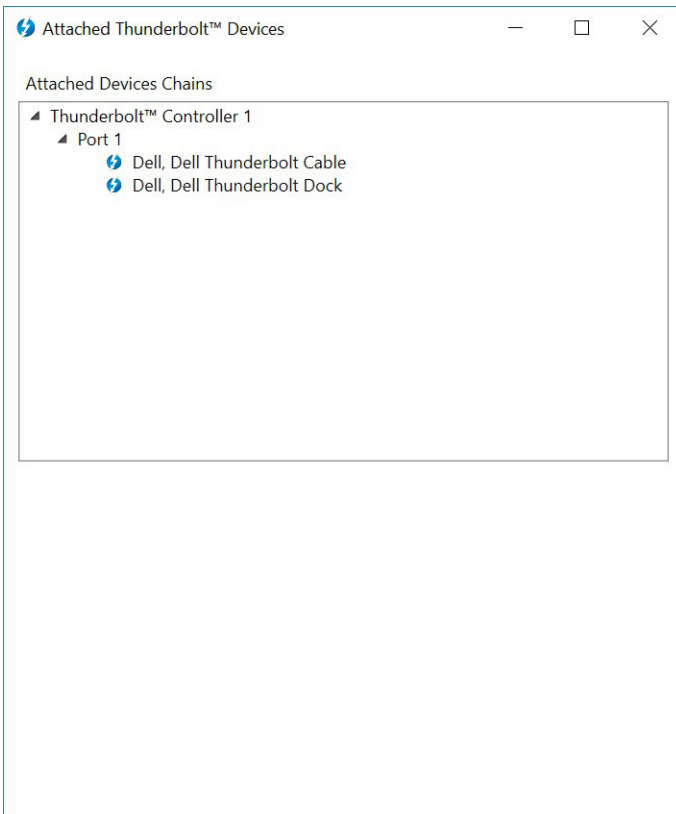 Attached Thunderbolt™ Devices
Attached Devices Chains
Thunderbolt™ Controller 1
Port 1
Dell, Dell Thunderbolt Cable
Dell, Dell Thunderbolt Dock